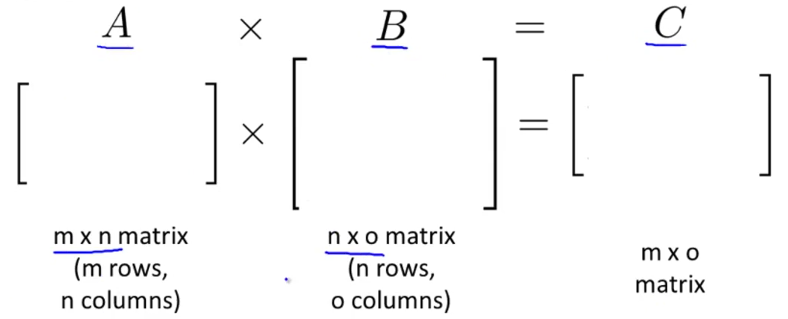 A × B = C
[ ] × [ ] = [ ]
m x n matrix
(m rows,
n columns)
n x o matrix
(n rows,
o columns)
m x o
matrix